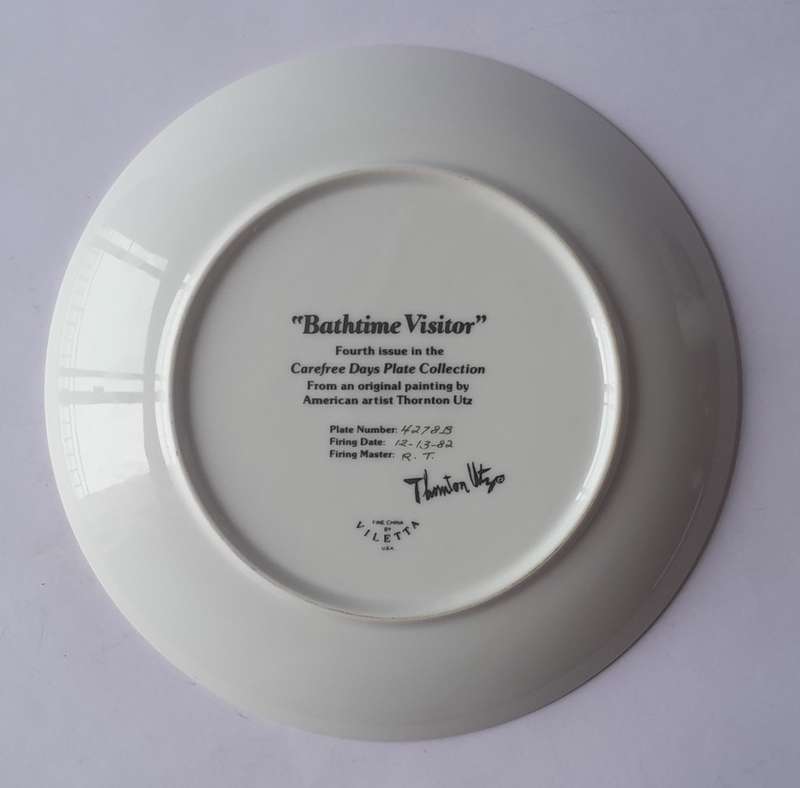 "Bathtime Visitor"
Fourth issue in the
Carefree Days Plate Collection
From an original painting by
American artist Thornton Utz
Plate Number: 4278B
Firing Date: 12-13-82
Firing Master: R. T.
Thornton Utz ©
FINE CHINA
BY
VILETTA
U.S.A.